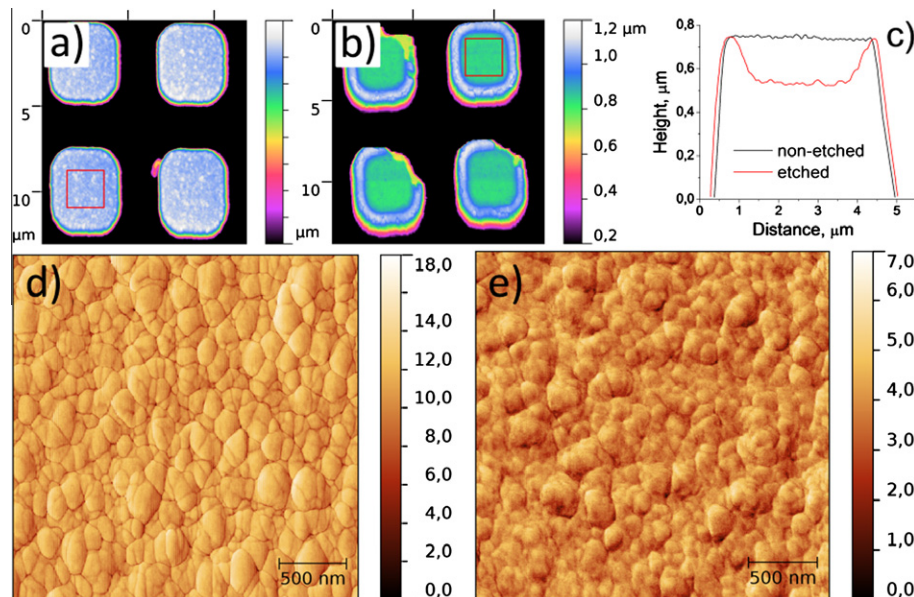 a)
0
5
10
μm
b)
0
5
10
μm
1,2 μm
1,0
0,8
0,6
0,4
0,2
c)
Height, μm
0,8
0,6
0,4
0,2
0,0
non-etched
etched
0 1 2 3 4 5
Distance, μm
d)
500 nm
18,0
14,0
12,0
10,0
8,0
6,0
4,0
2,0
0,0
e)
500 nm
7,0
6,0
5,0
4,0
3,0
2,0
1,0
0,0